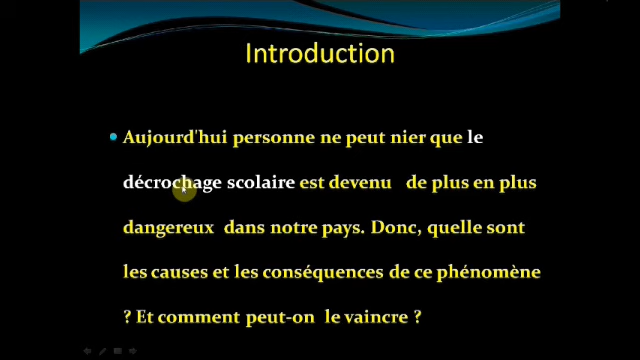 Introduction
Aujourd'hui personne ne peut nier que le
décrochage scolaire est devenu de plus en plus
dangereux dans notre pays. Donc, quelle sont
les causes et les conséquences de ce phénomène
? Et comment peut-on le vaincre ?